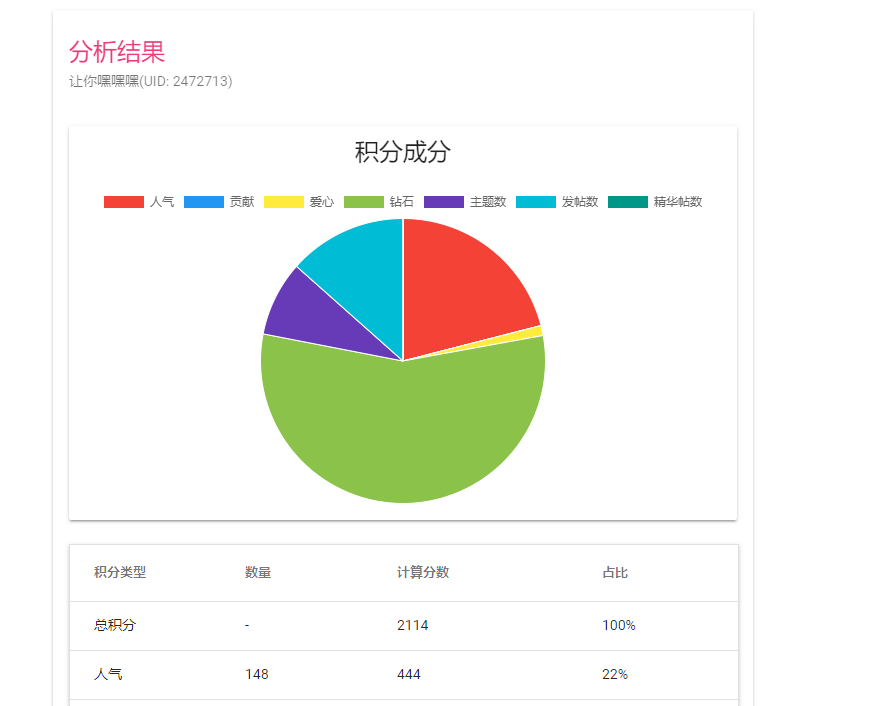 分析结果
让你嘿嘿嘿(UID: 2472713)
积分成分
人气 贡献 爱心 钻石 主题数 发帖数 精华帖数
积分类型 数量 计算分数 占比
总积分 - 2114 100%
人气 148 444 22%